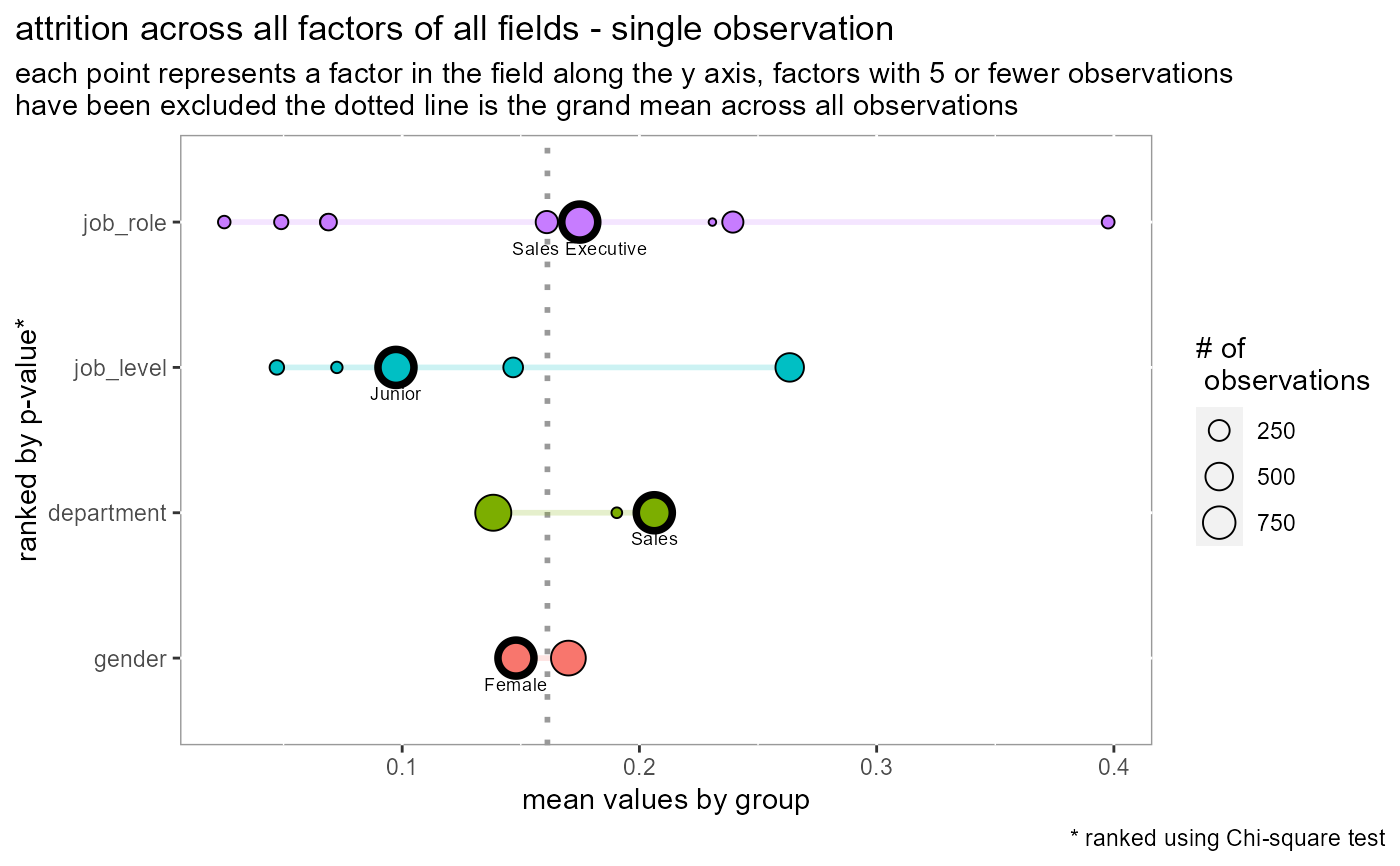 attrition across all factors of all fields - single observation
each point represents a factor in the field along the y axis, factors with 5 or fewer observations
have been excluded the dotted line is the grand mean across all observations
ranked by p-value*
job_role
Sales Executive
job_level
Junior
department
Sales
gender
Female
0.1
0.2
0.3
0.4
mean values by group
# of
observations
250
500
750
* ranked using Chi-square test